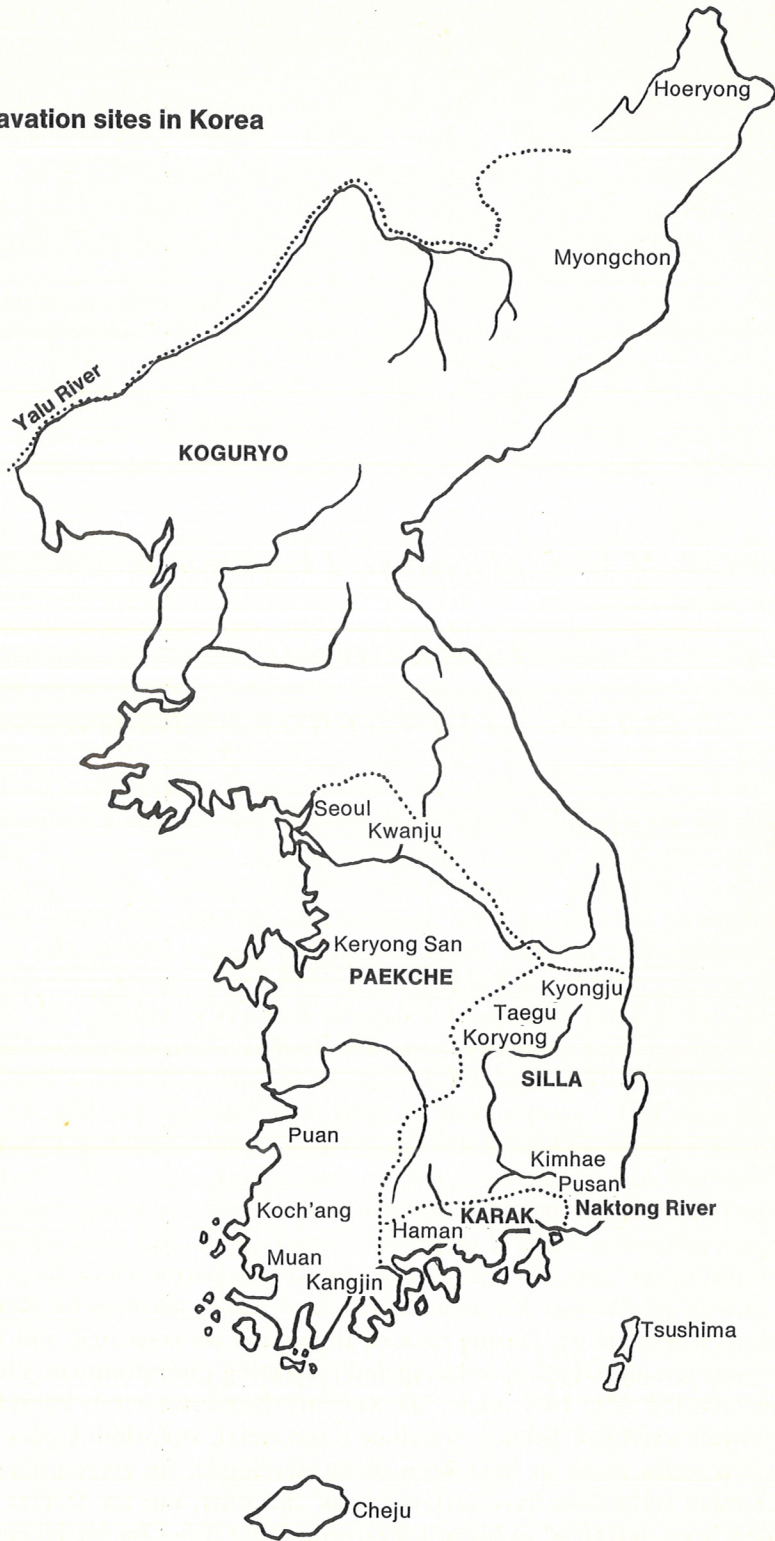 avation sites in Korea
Hoeryong
Myongchon
Yalu River
KOGURYO
Seoul
Kwanju
Keryong San
PAEKCHE
Kyongju
Taegu
Koryong
SILLA
Puan
Kimhae
Pusan
Naktong River
Koch'ang
KARAK
Haman
Muan
Kangjin
Tsushima
Cheju